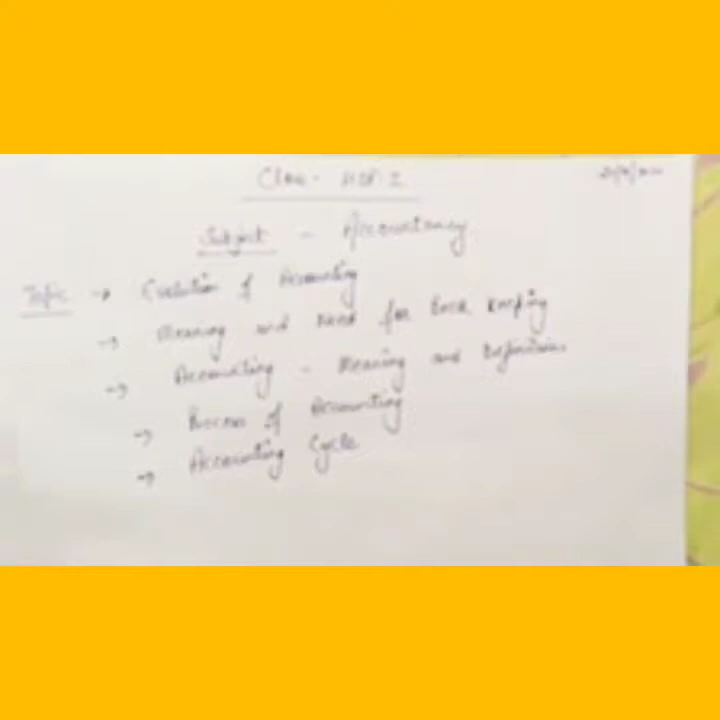 Class - 
Subject - Accountancy
Topic → Evolution of Accounting
→ Meaning and Need for Book Keeping
→ Accounting - Meaning and Definitions
→ Process of Accounting
→ Accounting Cycle